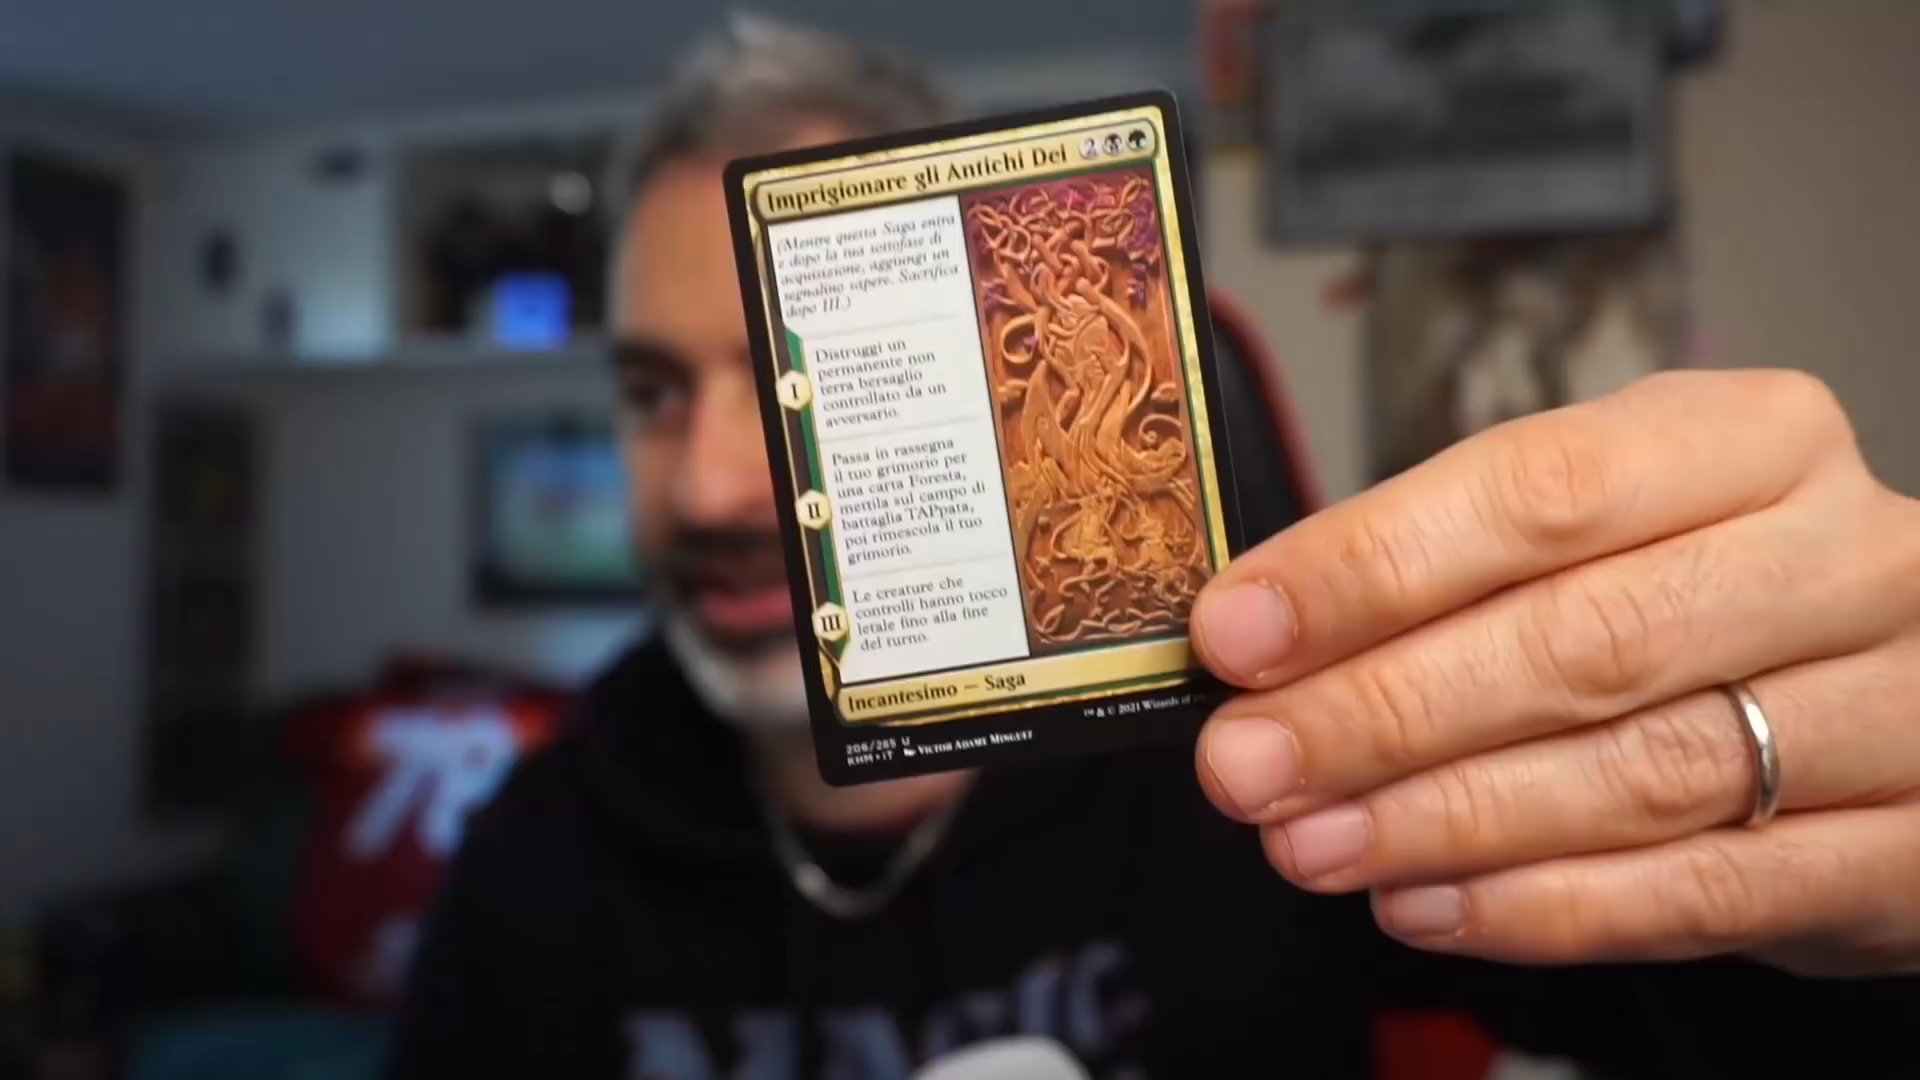 Imprigionare gli Antichi Dei 2
(Mentre questa Saga entra
e dopo la tua sottofase di
acquisizione, aggiungi un
segnalino sapere. Sacrifica
dopo III.)
I
Distruggi un
permanente non
terra bersaglio
controllato da un
avversario.
II
Passa in rassegna
il tuo grimorio per
una carta Foresta,
mettila sul campo di
battaglia TAPpata,
poi rimescola il tuo
grimorio.
III
Le creature che
controlli hanno tocco
letale fino alla fine
del turno.
Incantesimo — Saga
206/285 U
KHM • IT VICTOR ADAME MINGUEZ
™ & © 2021 Wizards of
MAGIC